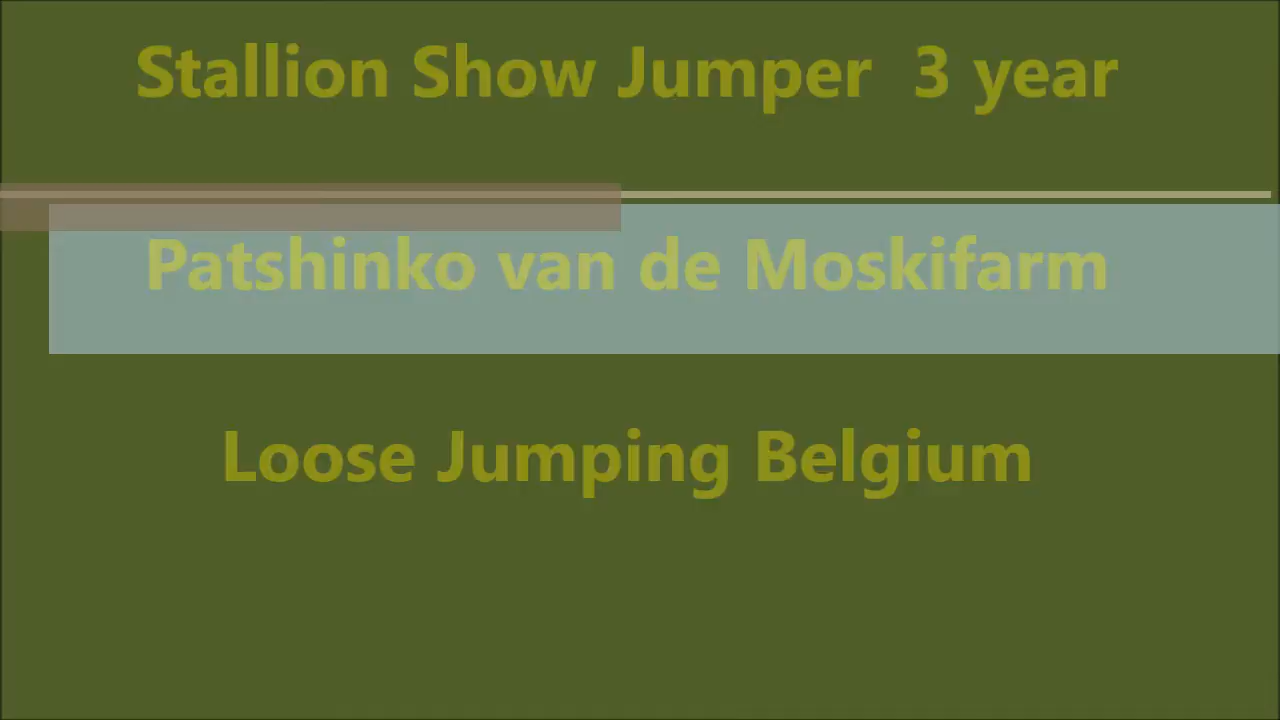 Stallion Show Jumper  3 year
Patshinko van de Moskifarm
Loose Jumping Belgium